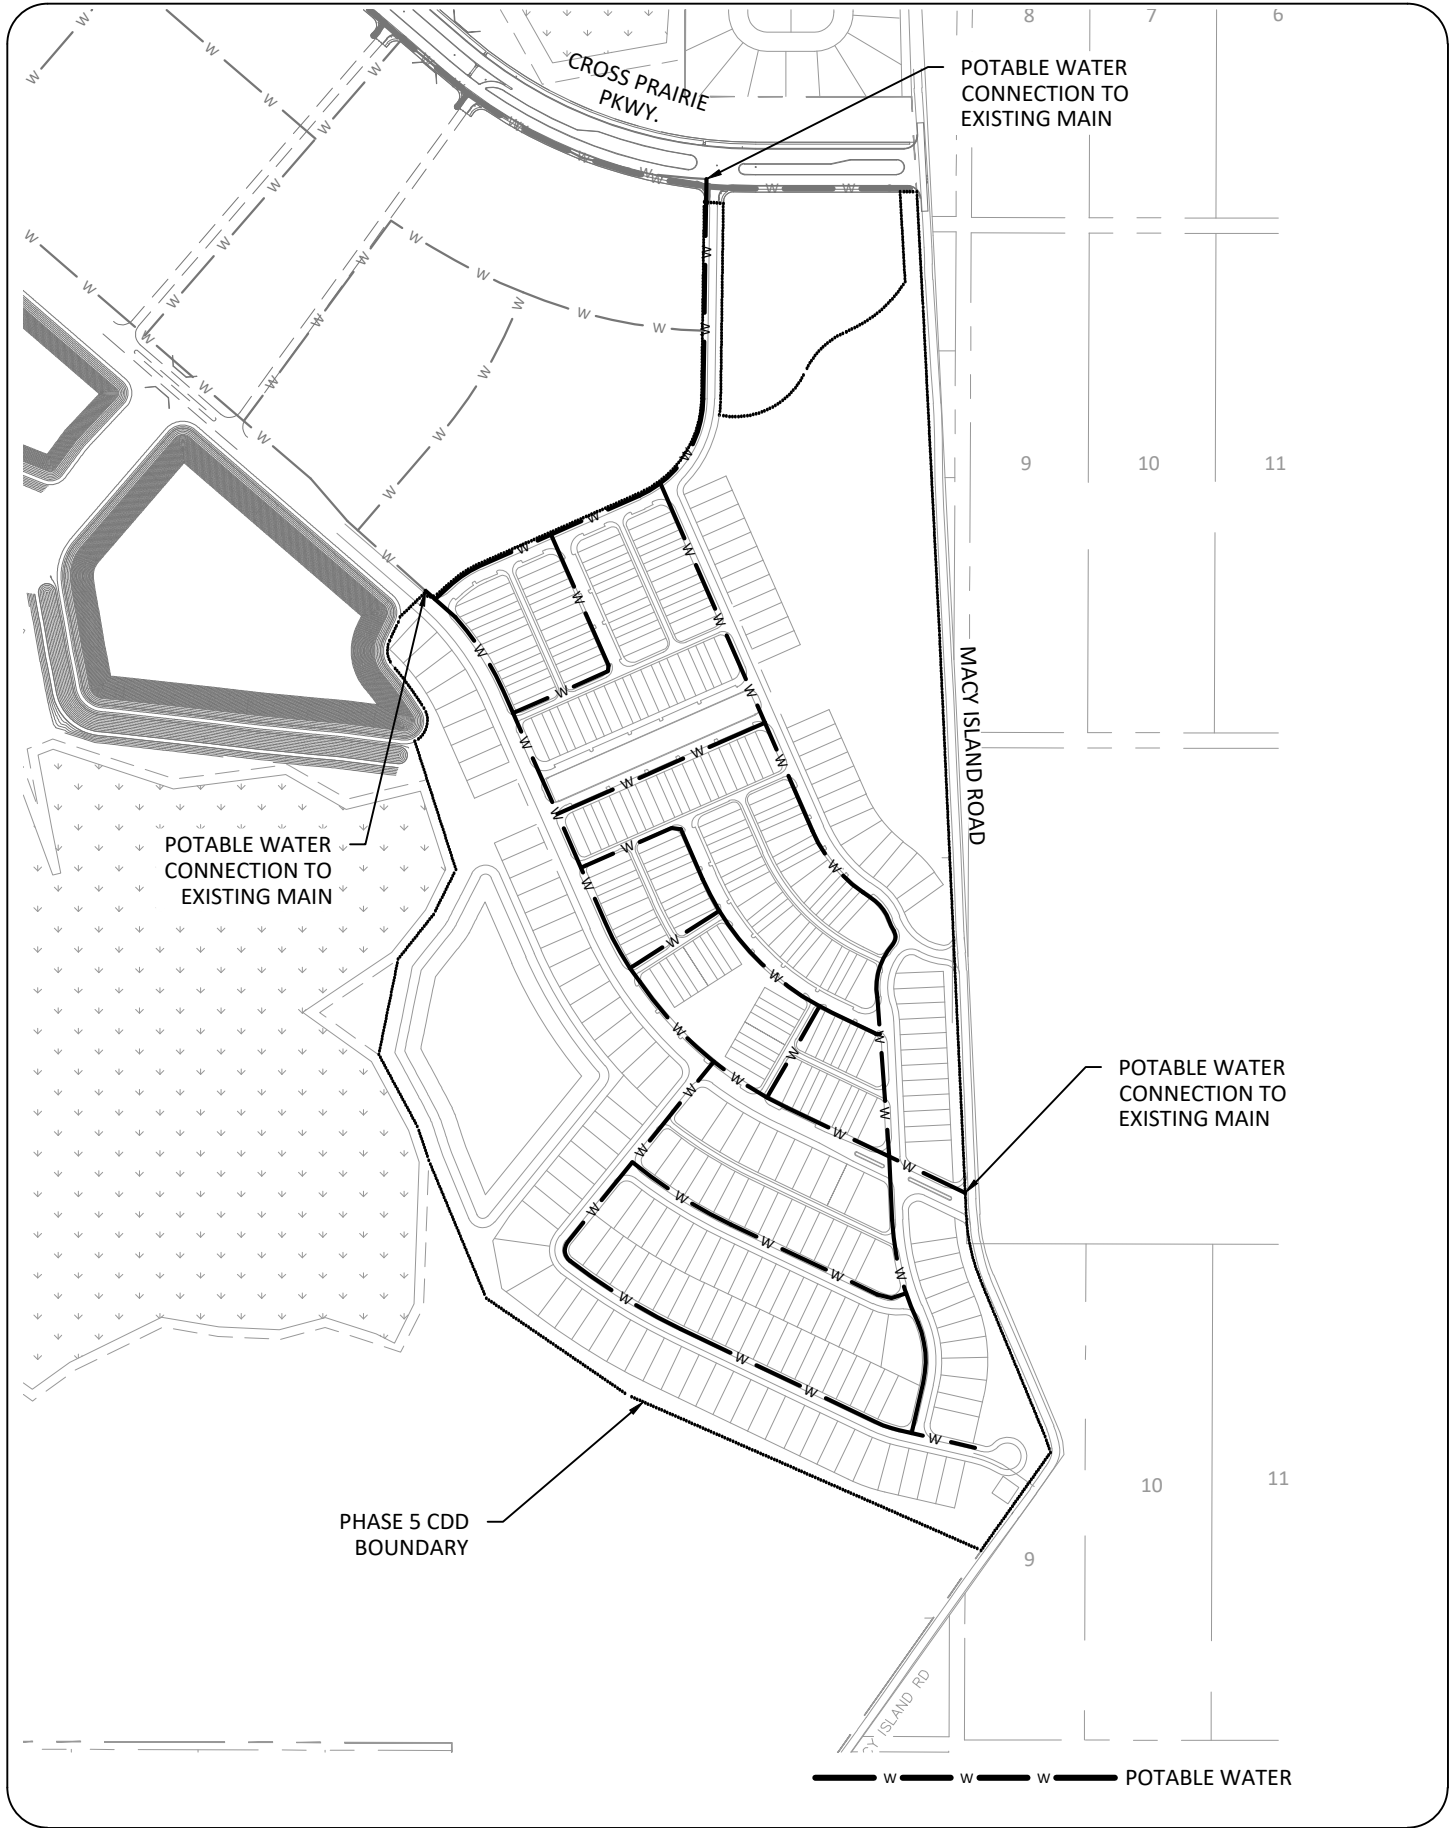 8
7
6
CROSS PRAIRIE
PKWY.
POTABLE WATER
CONNECTION TO
EXISTING MAIN
9
10
11
MACY ISLAND ROAD
POTABLE WATER
CONNECTION TO
EXISTING MAIN
POTABLE WATER
CONNECTION TO
EXISTING MAIN
PHASE 5 CDD
BOUNDARY
10
11
9
ISLAND RD
W W W POTABLE WATER